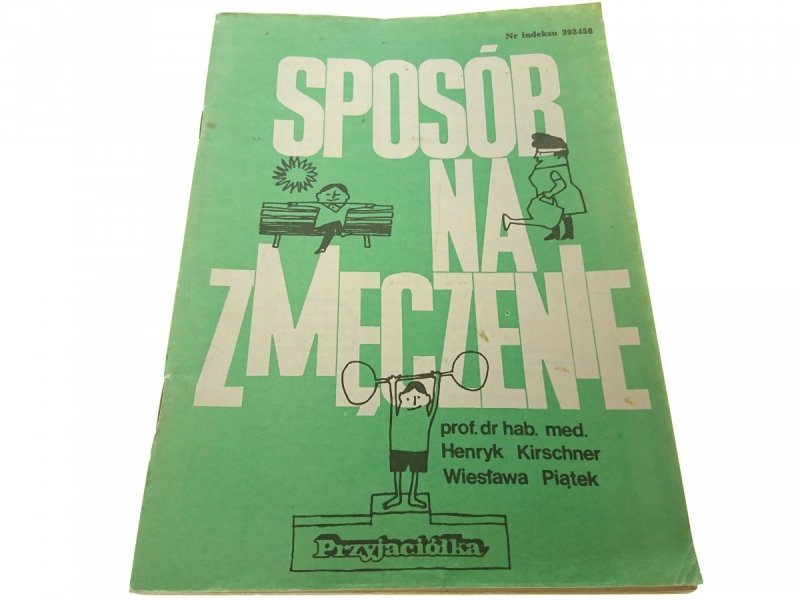 Nr indeksu 392456
SPOSÓB
NA
ZMĘCZENIE
prof. dr hab. med.
Henryk Kirschner
Wiesława Piątek
Przyjaciółka